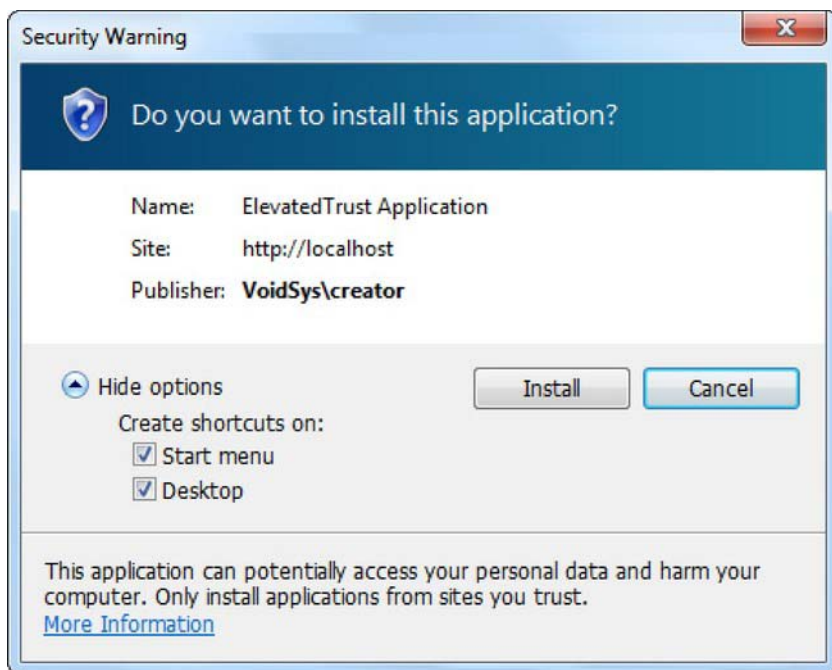 Security Warning
Do you want to install this application?
Name: ElevatedTrust Application
Site: http://localhost
Publisher: VoidSys\creator
Hide options
Install
Cancel
Create shortcuts on:
Start menu
Desktop
This application can potentially access your personal data and harm your
computer. Only install applications from sites you trust.
More Information